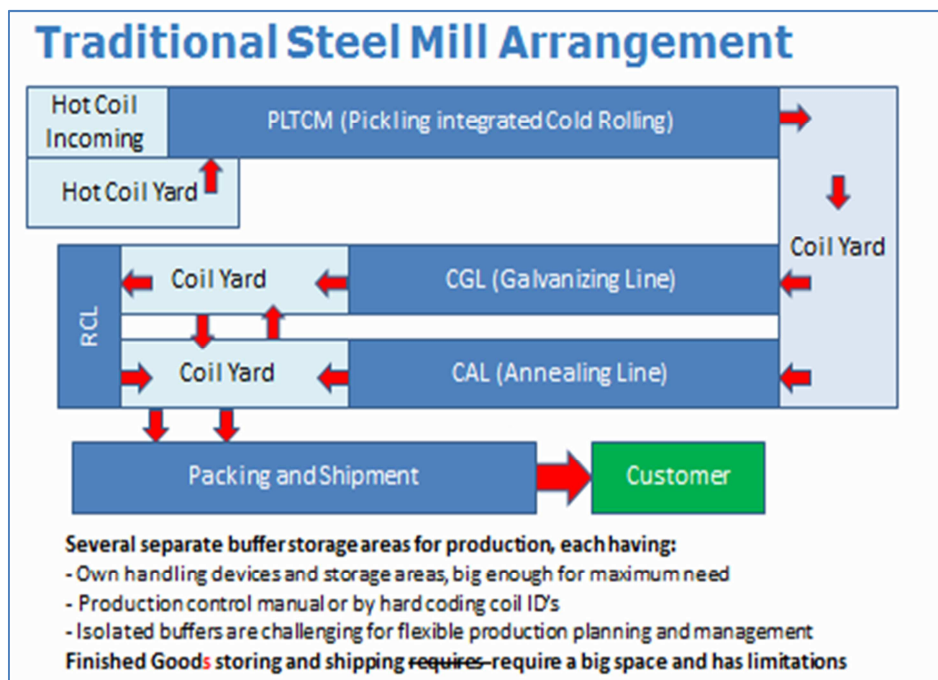 Traditional Steel Mill Arrangement
Hot Coil
Incoming
PLTCM (Pickling integrated Cold Rolling)
Hot Coil Yard
Coil Yard
RCL
Coil Yard
CGL (Galvanizing Line)
Coil Yard
CAL (Annealing Line)
Packing and Shipment
Customer
Several separate buffer storage areas for production, each having:
- Own handling devices and storage areas, big enough for maximum need
- Production control manual or by hard coding coil ID's
- Isolated buffers are challenging for flexible production planning and management
Finished Goods storing and shipping requires require a big space and has limitations